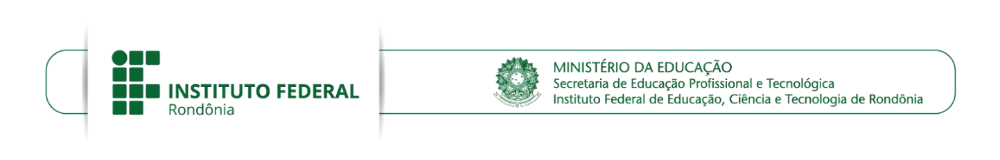 INSTITUTO FEDERAL
Rondônia
MINISTÉRIO DA EDUCAÇÃO
Secretaria de Educação Profissional e Tecnológica
Instituto Federal de Educação, Ciência e Tecnologia de Rondônia